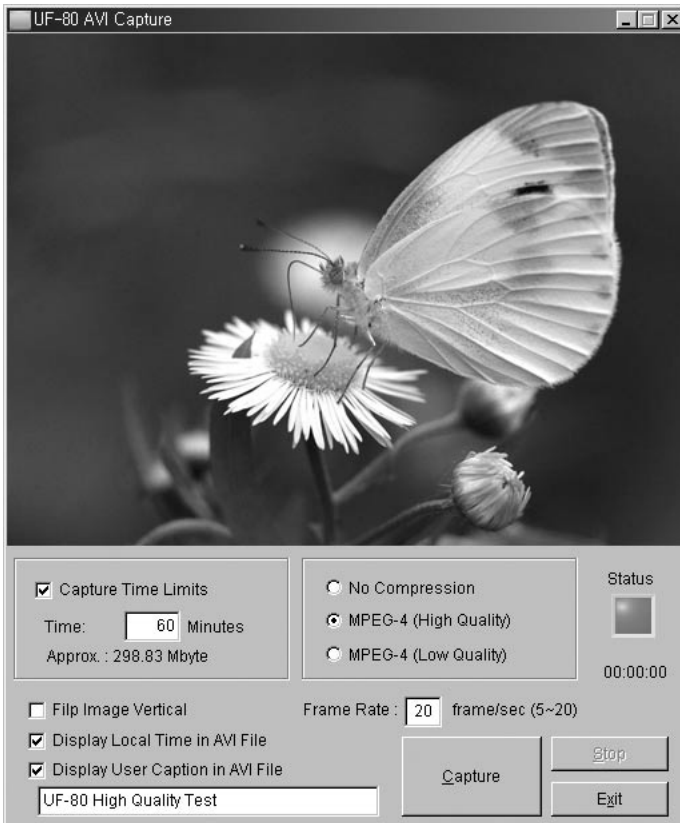 UF-80 AVI Capture
Capture Time Limits
Time: 60 Minutes
Approx. : 298.83 Mbyte
No Compression
MPEG-4 (High Quality)
MPEG-4 (Low Quality)
Status
00:00:00
Filp Image Vertical
Frame Rate : 20 frame/sec (5~20)
Display Local Time in AVI File
Display User Caption in AVI File
UF-80 High Quality Test
Capture
Stop
Exit